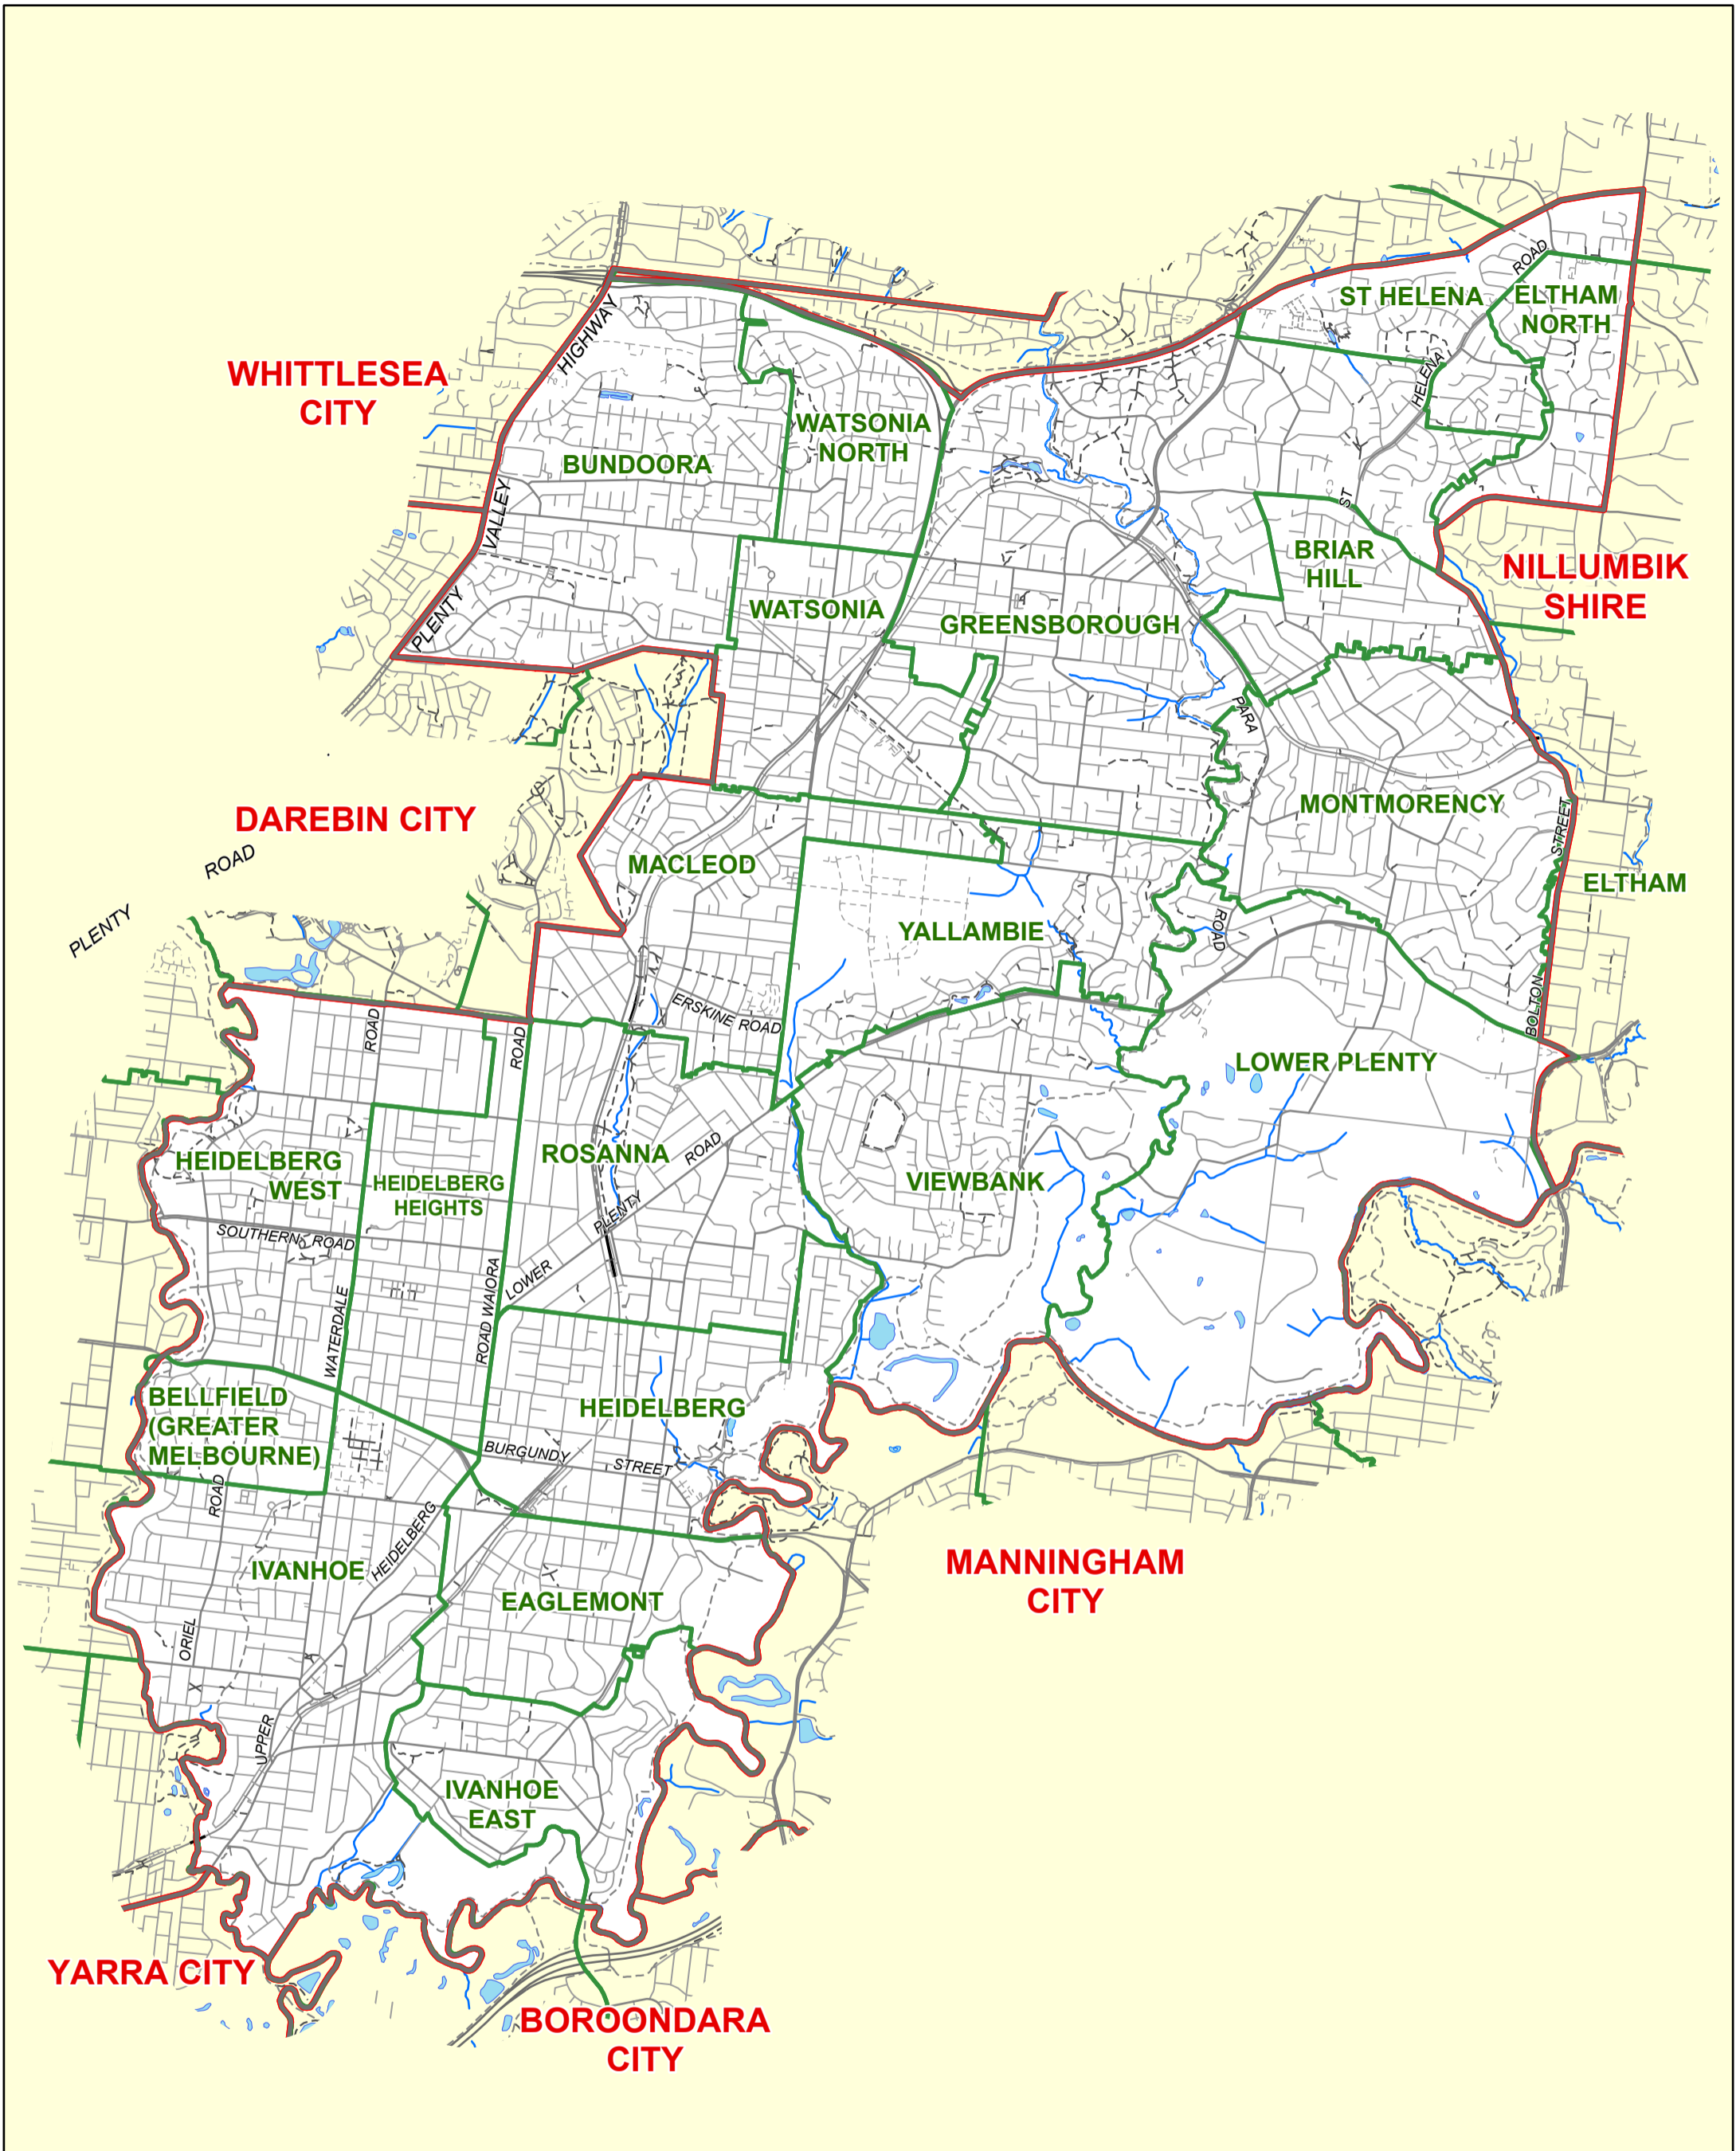 ROAD
ST HELENA
ELTHAM
NORTH
HIGHWAY
WHITTLESEA
CITY
HELENA
WATSONIA
NORTH
BUNDOORA
ST
VALLEY
BRIAR
HILL
NILLUMBIK
SHIRE
PLENTY
WATSONIA
GREENSBOROUGH
PARA
MONTMORENCY
DAREBIN CITY
STREET
ROAD
MACLEOD
ELTHAM
PLENTY
YALLAMBIE
ROAD
ERSKINE ROAD
BOLTON
ROAD
ROAD
LOWER PLENTY
ROSANNA
ROAD
HEIDELBERG
WEST
HEIDELBERG
HEIGHTS
VIEWBANK
PLENTY
SOUTHERN ROAD
LOWER
WATERDALE
ROAD WAIORA
BELLFIELD
(GREATER
MELBOURNE)
HEIDELBERG
BURGUNDY
STREET
ROAD
HEIDELBERG
IVANHOE
MANNINGHAM
CITY
EAGLEMONT
ORIEL
UPPER
IVANHOE
EAST
YARRA CITY
BOROONDARA
CITY